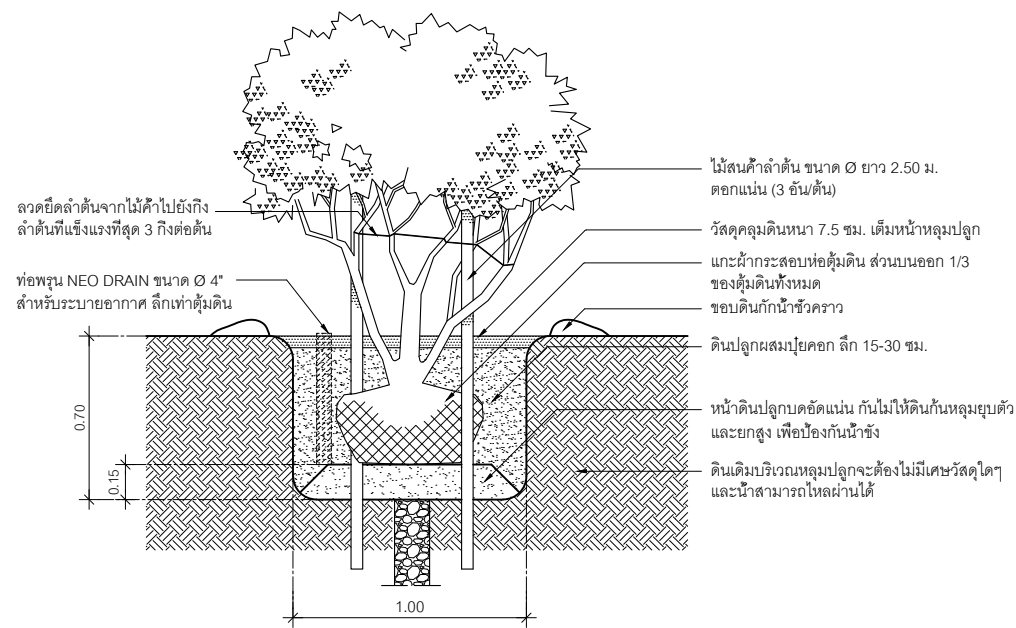 ลวดยึดลำต้นจากไม้ค้ำไปยังกิ่ง
ลำต้นที่แข็งแรงที่สุด 3 กิ่งต่อต้น
ท่อพรุน NEO DRAIN ขนาด Ø 4"
สำหรับระบายอากาศ ลึกเท่าตุ้มดิน
ไม้สนค้ำลำต้น ขนาด Ø ยาว 2.50 ม.
ตอกแน่น (3 อัน/ต้น)
วัสดุคลุมดินหนา 7.5 ซม. เต็มหน้าหลุมปลูก
แกะผ้ากระสอบห่อตุ้มดิน ส่วนบนออก 1/3
ของตุ้มดินทั้งหมด
ขอบดินกักน้ำชั่วคราว
ดินปลูกผสมปุ๋ยคอก ลึก 15-30 ซม.
หน้าดินปลูกบดอัดแน่น กันไม่ให้ดินก้นหลุมยุบตัว
และยกสูง เพื่อป้องกันน้ำขัง
ดินเดิมบริเวณหลุมปลูกจะต้องไม่มีเศษวัสดุใดๆ
และน้ำสามารถไหลผ่านได้
0.70
0.15
1.00